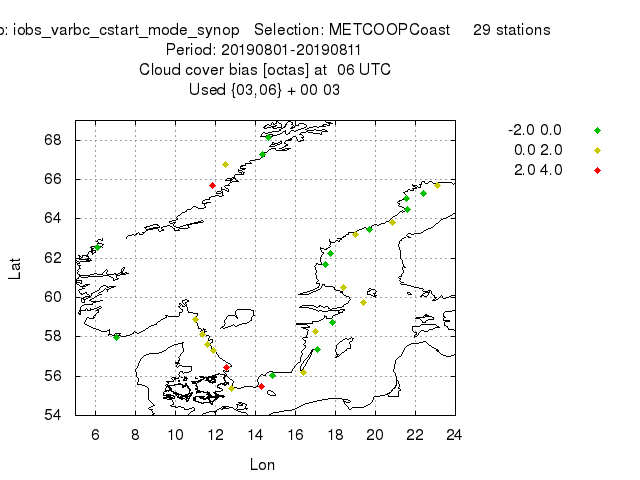 : iobs_varbc_cstart_mode_synop Selection: METCOOPCoast 29 stations
Period: 20190801-20190811
Cloud cover bias [octas] at 06 UTC
Used {03,06} + 00 03
-2.0 0.0
0.0 2.0
2.0 4.0
68
66
64
62
60
58
56
54
Lat
6 8 10 12 14 16 18 20 22 24
Lon